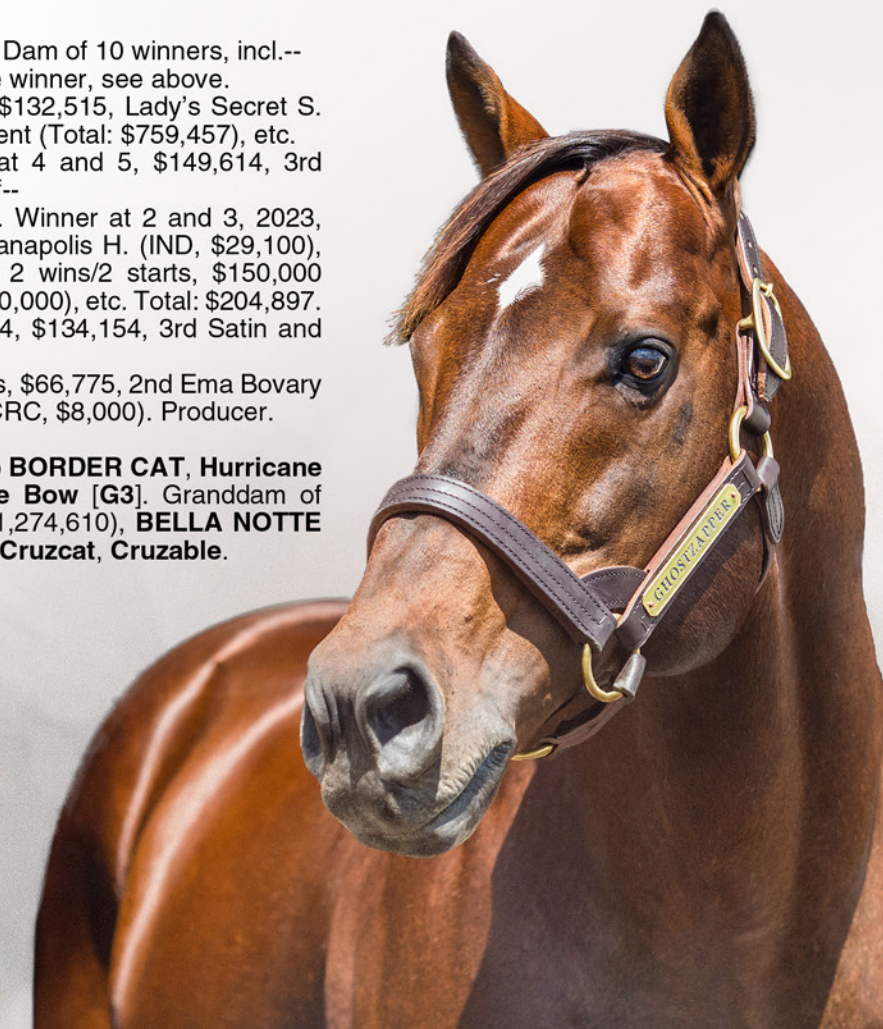 Dam of 10 winners, incl.--
winner, see above.
$132,515, Lady's Secret S.
(Total: $759,457), etc.
at 4 and 5, $149,614, 3rd
--
. Winner at 2 and 3, 2023,
H. (IND, $29,100),
2 wins/2 starts, $150,000
0,000), etc. Total: $204,897.
4, $134,154, 3rd Satin and
s, $66,775, 2nd Ema Bovary
CRC, $8,000). Producer.
BORDER CAT, Hurricane
Bow [G3]. Granddam of
1,274,610), BELLA NOTTE
Cruzcat, Cruzable.
GHOSTZAPPER